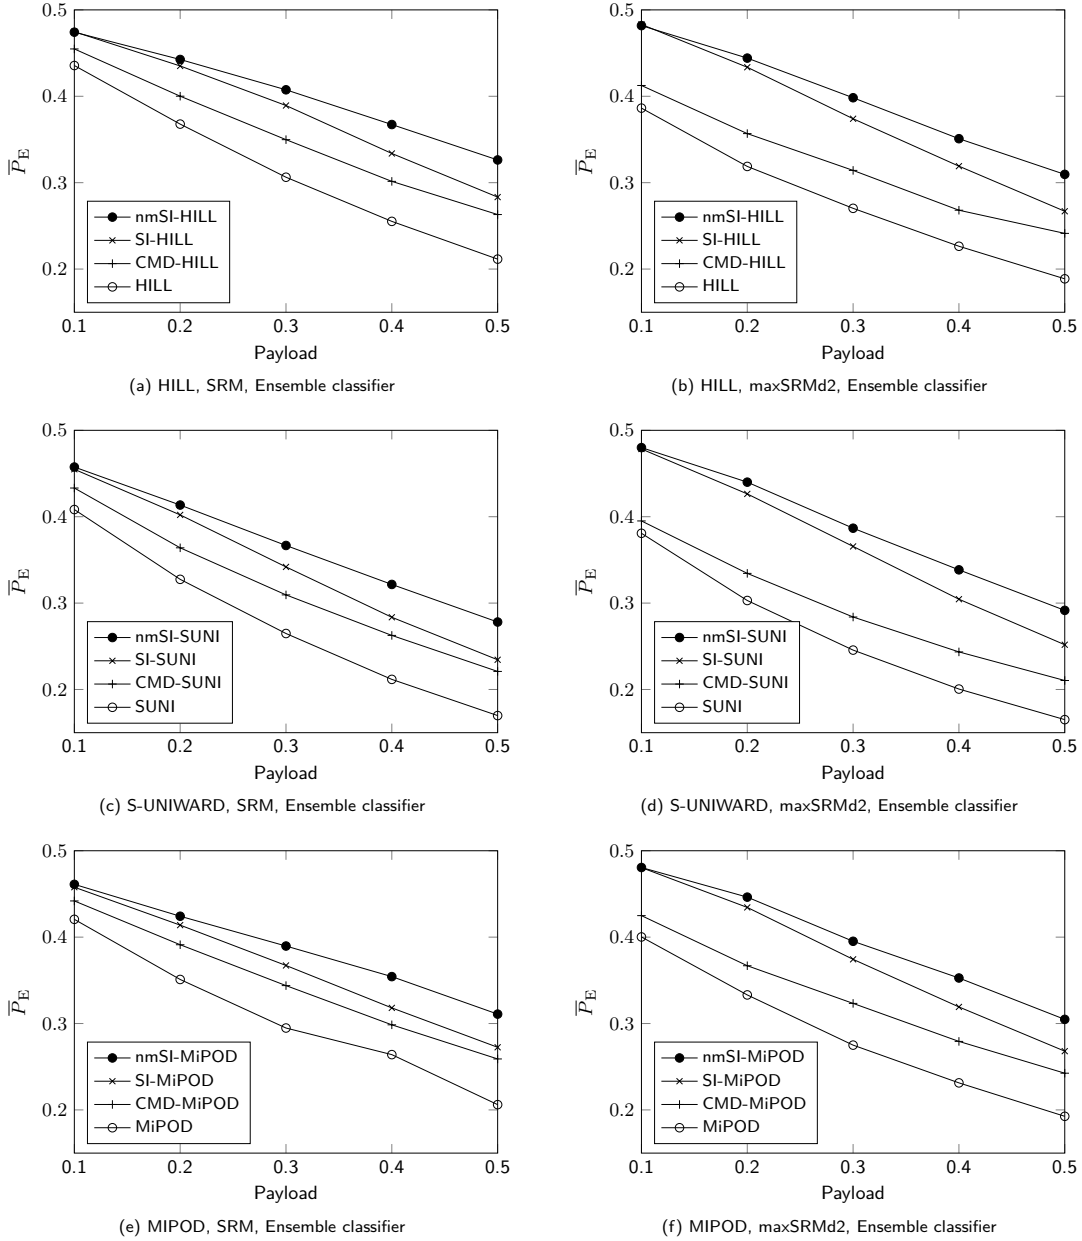 0.5
0.4
0.3
0.2
P̅E
nmSI-HILL
SI-HILL
CMD-HILL
HILL
0.1 0.2 0.3 0.4 0.5
Payload
(a) HILL, SRM, Ensemble classifier
0.5
0.4
0.3
0.2
P̅E
nmSI-HILL
SI-HILL
CMD-HILL
HILL
0.1 0.2 0.3 0.4 0.5
Payload
(b) HILL, maxSRMd2, Ensemble classifier
0.5
0.4
0.3
0.2
P̅E
nmSI-SUNI
SI-SUNI
CMD-SUNI
SUNI
0.1 0.2 0.3 0.4 0.5
Payload
(c) S-UNIWARD, SRM, Ensemble classifier
0.5
0.4
0.3
0.2
P̅E
nmSI-SUNI
SI-SUNI
CMD-SUNI
SUNI
0.1 0.2 0.3 0.4 0.5
Payload
(d) S-UNIWARD, maxSRMd2, Ensemble classifier
0.5
0.4
0.3
0.2
P̅E
nmSI-MiPOD
SI-MiPOD
CMD-MiPOD
MiPOD
0.1 0.2 0.3 0.4 0.5
Payload
(e) MIPOD, SRM, Ensemble classifier
0.5
0.4
0.3
0.2
P̅E
nmSI-MiPOD
SI-MiPOD
CMD-MiPOD
MiPOD
0.1 0.2 0.3 0.4 0.5
Payload
(f) MIPOD, maxSRMd2, Ensemble classifier